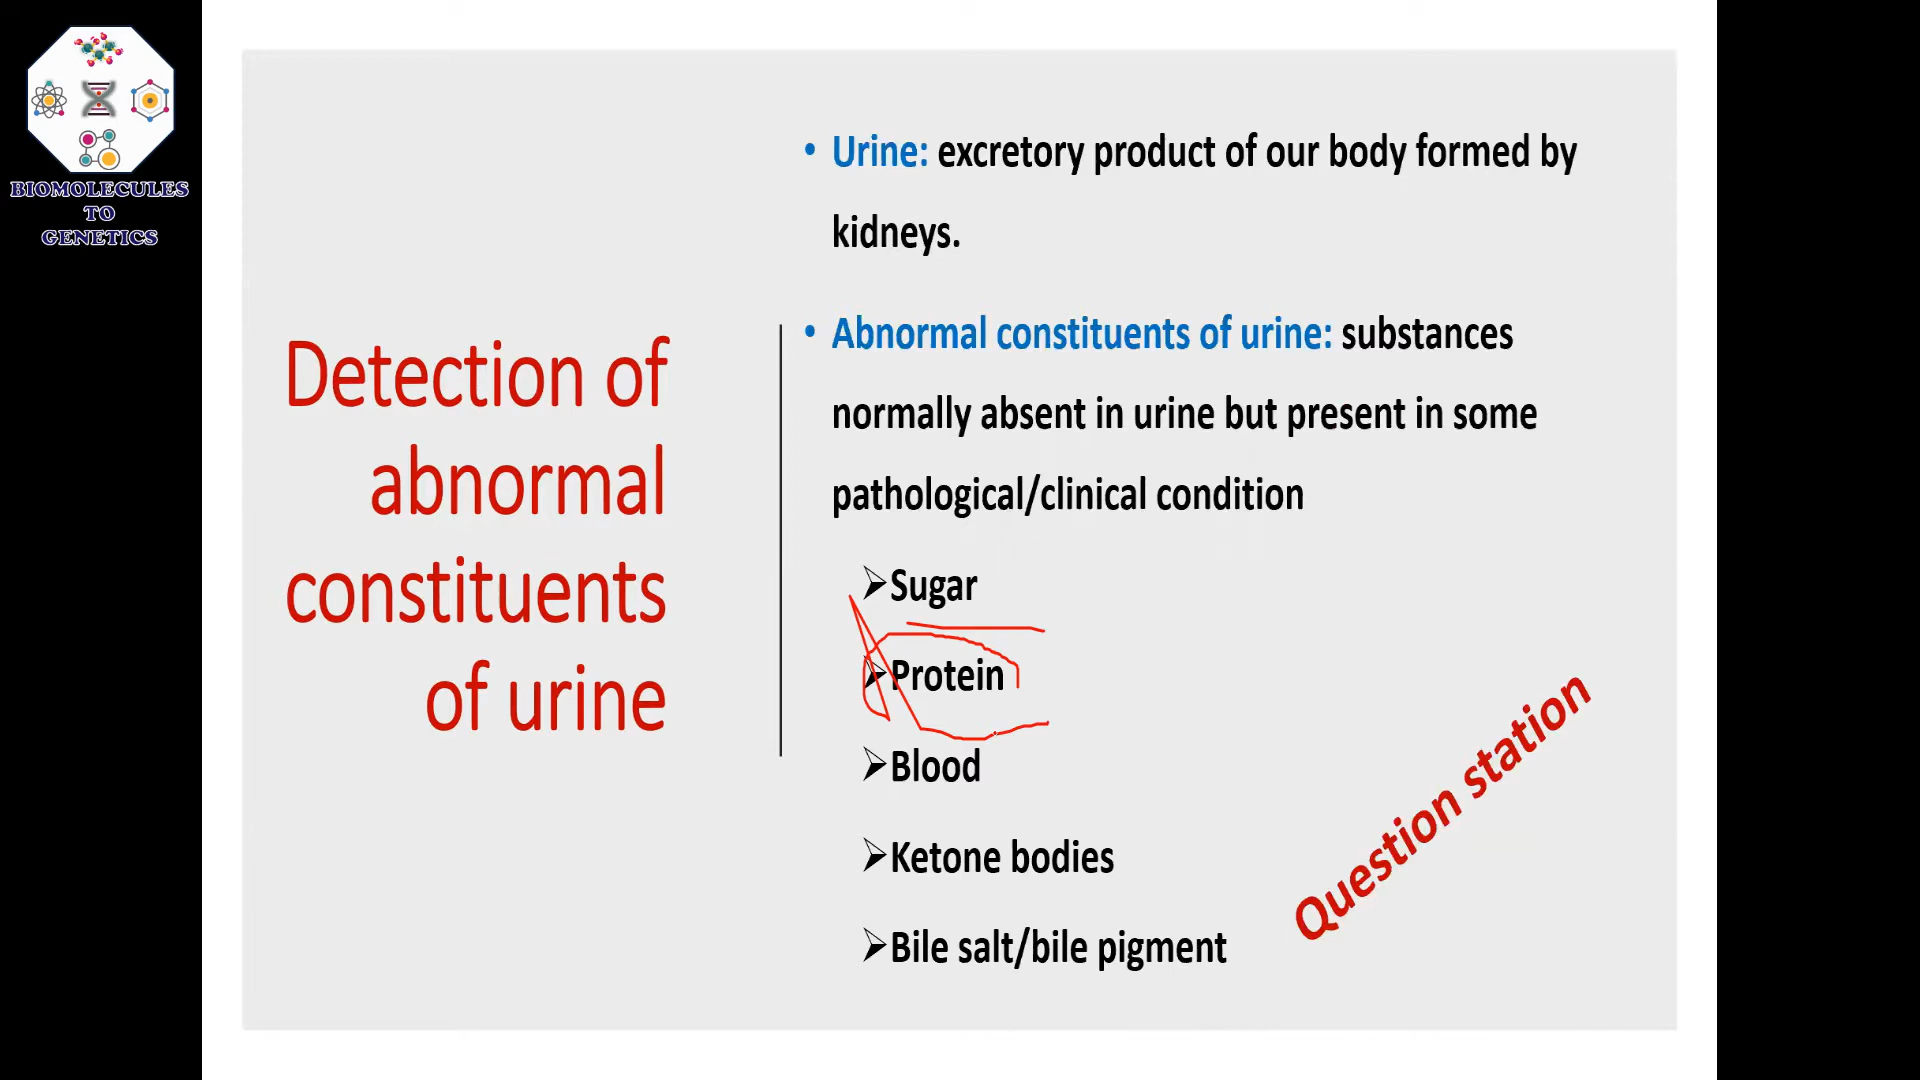 BIOMOLECULES
TO
GENETICS
Detection of
abnormal
constituents
of urine
• Urine: excretory product of our body formed by
kidneys.
• Abnormal constituents of urine: substances
normally absent in urine but present in some
pathological/clinical condition
➢Sugar
➢Protein
➢Blood
➢Ketone bodies
➢Bile salt/bile pigment
Question station